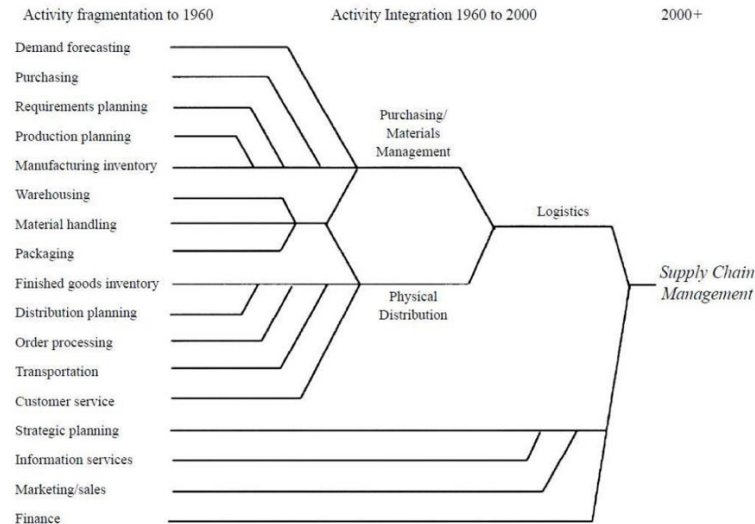 Activity fragmentation to 1960
Activity Integration 1960 to 2000
2000+
Demand forecasting
Purchasing
Requirements planning
Production planning
Manufacturing inventory
Warehousing
Material handling
Packaging
Finished goods inventory
Distribution planning
Order processing
Transportation
Customer service
Strategic planning
Information services
Marketing/sales
Finance
Purchasing/
Materials
Management
Physical
Distribution
Logistics
Supply Chain
Management